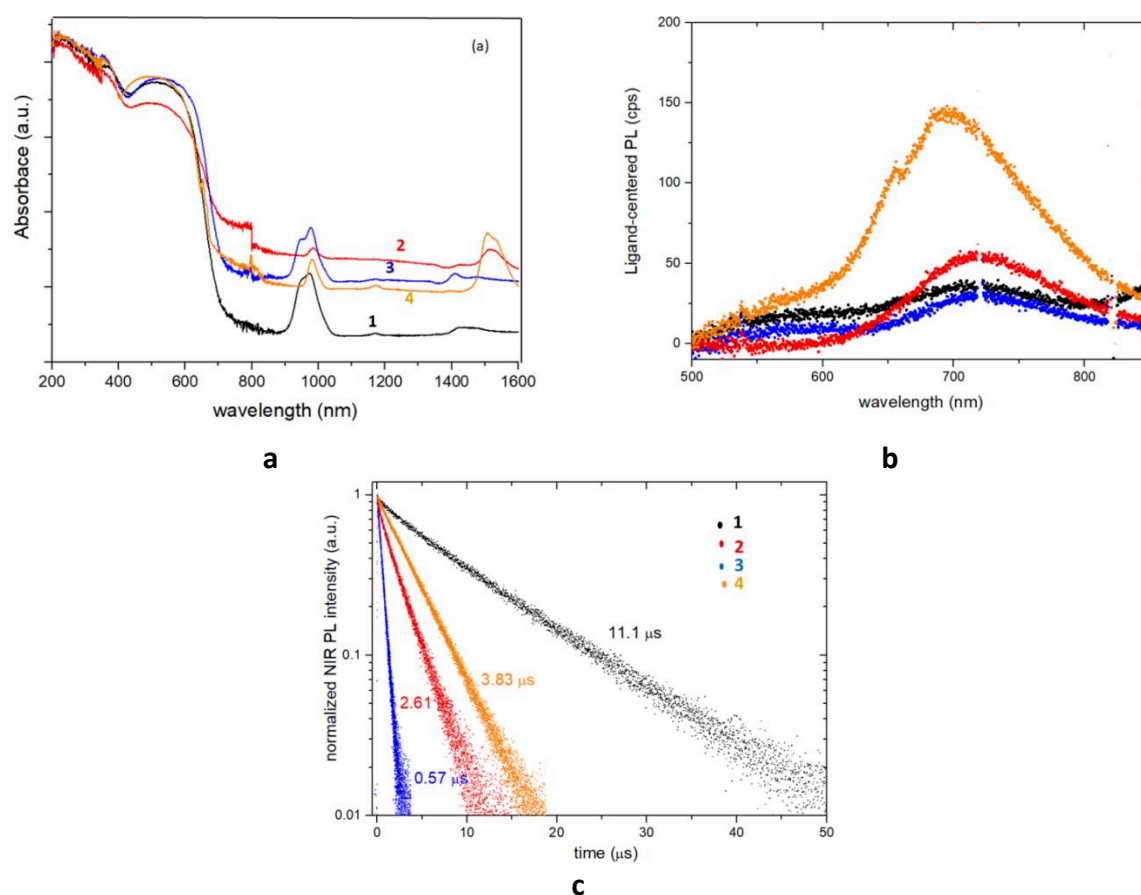 (a)
Absorbace (a.u.)
2
3
4
1
200 400 600 800 1000 1200 1400 1600
wavelength (nm)
a
200
150
100
50
0
Ligand-centered PL (cps)
500 600 700 800
wavelength (nm)
b
1
0.1
0.01
normalized NIR PL intensity (a.u.)
1
2
3
4
11.1 μs
3.83 μs
2.61 μs
0.57 μs
0 10 20 30 40 50
time (μs)
c